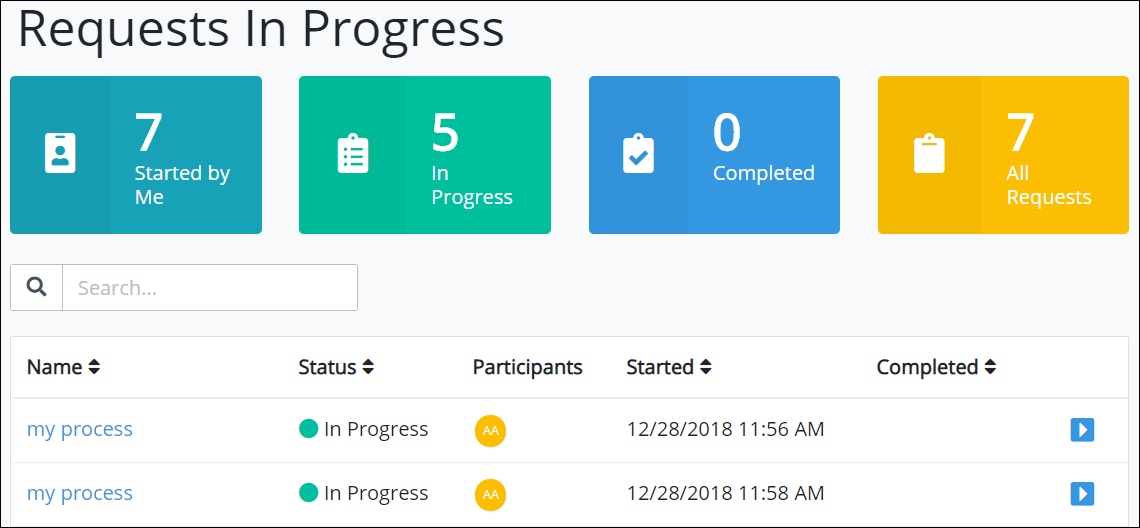 Requests In Progress
7
Started by
Me
5
In
Progress
0
Completed
7
All
Requests
Search...
Name Status Participants Started Completed
my process In Progress AA 12/28/2018 11:56 AM
my process In Progress AA 12/28/2018 11:58 AM